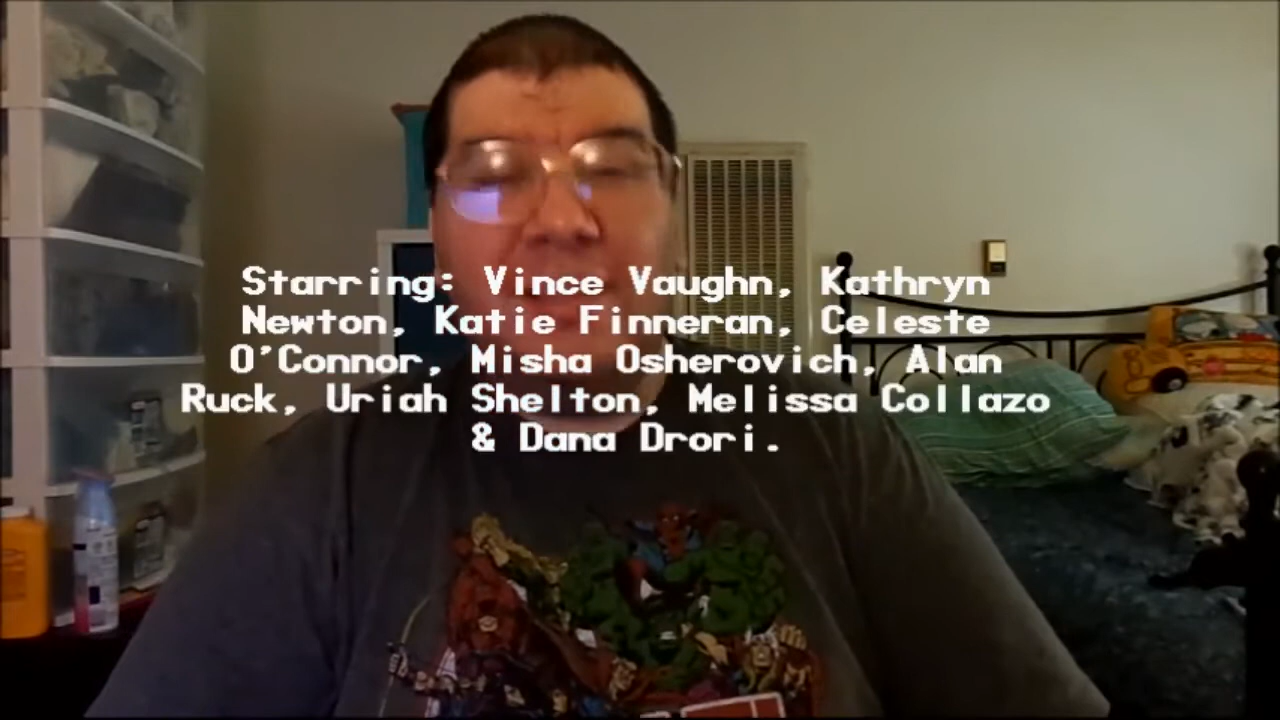 Starring: Vince Vaughn, Kathryn
Newton, Katie Finneran, Celeste
O'Connor, Misha Osherovich, Alan
Ruck, Uriah Shelton, Melissa Collazo
& Dana Drori.